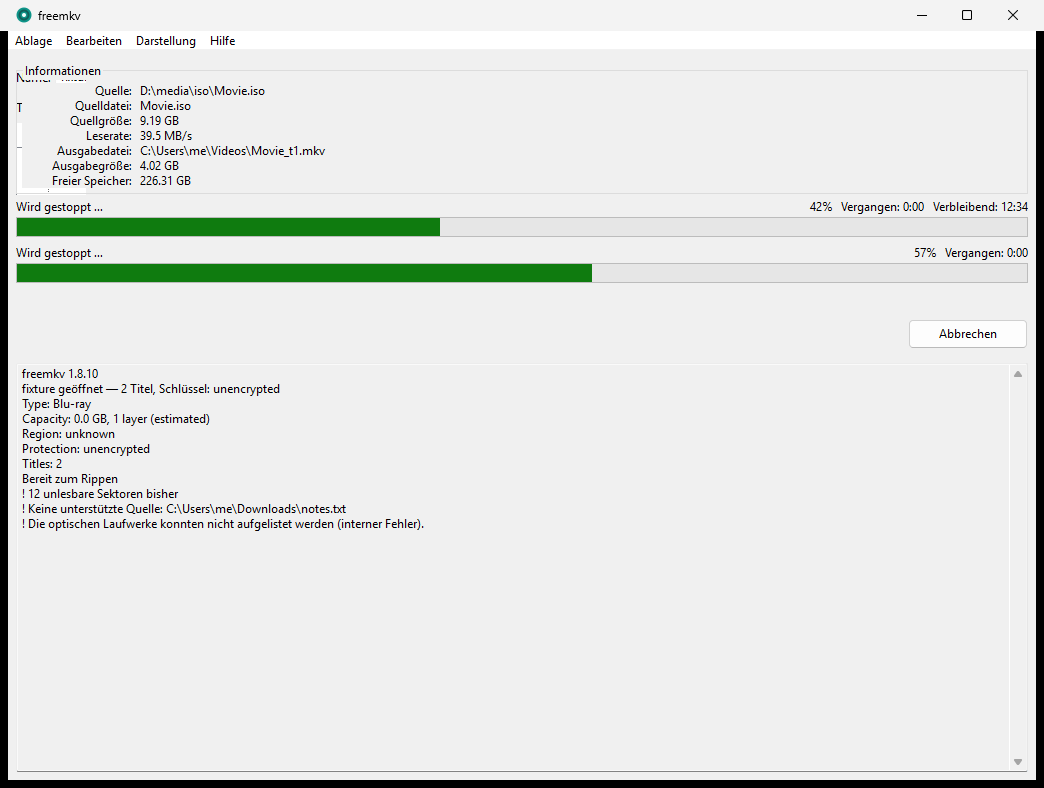 freemkv
Ablage Bearbeiten Darstellung Hilfe
Informationen
Quelle: D:\media\iso\Movie.iso
Quelldatei: Movie.iso
Quellgröße: 9.19 GB
Leserate: 39.5 MB/s
Ausgabedatei: C:\Users\me\Videos\Movie_t1.mkv
Ausgabegröße: 4.02 GB
Freier Speicher: 226.31 GB
Wird gestoppt ... 42% Vergangen: 0:00 Verbleibend: 12:34
Wird gestoppt ... 57% Vergangen: 0:00
Abbrechen
freemkv 1.8.10
fixture geöffnet — 2 Titel, Schlüssel: unencrypted
Type: Blu-ray
Capacity: 0.0 GB, 1 layer (estimated)
Region: unknown
Protection: unencrypted
Titles: 2
Bereit zum Rippen
! 12 unlesbare Sektoren bisher
! Keine unterstützte Quelle: C:\Users\me\Downloads\notes.txt
! Die optischen Laufwerke konnten nicht aufgelistet werden (interner Fehler).